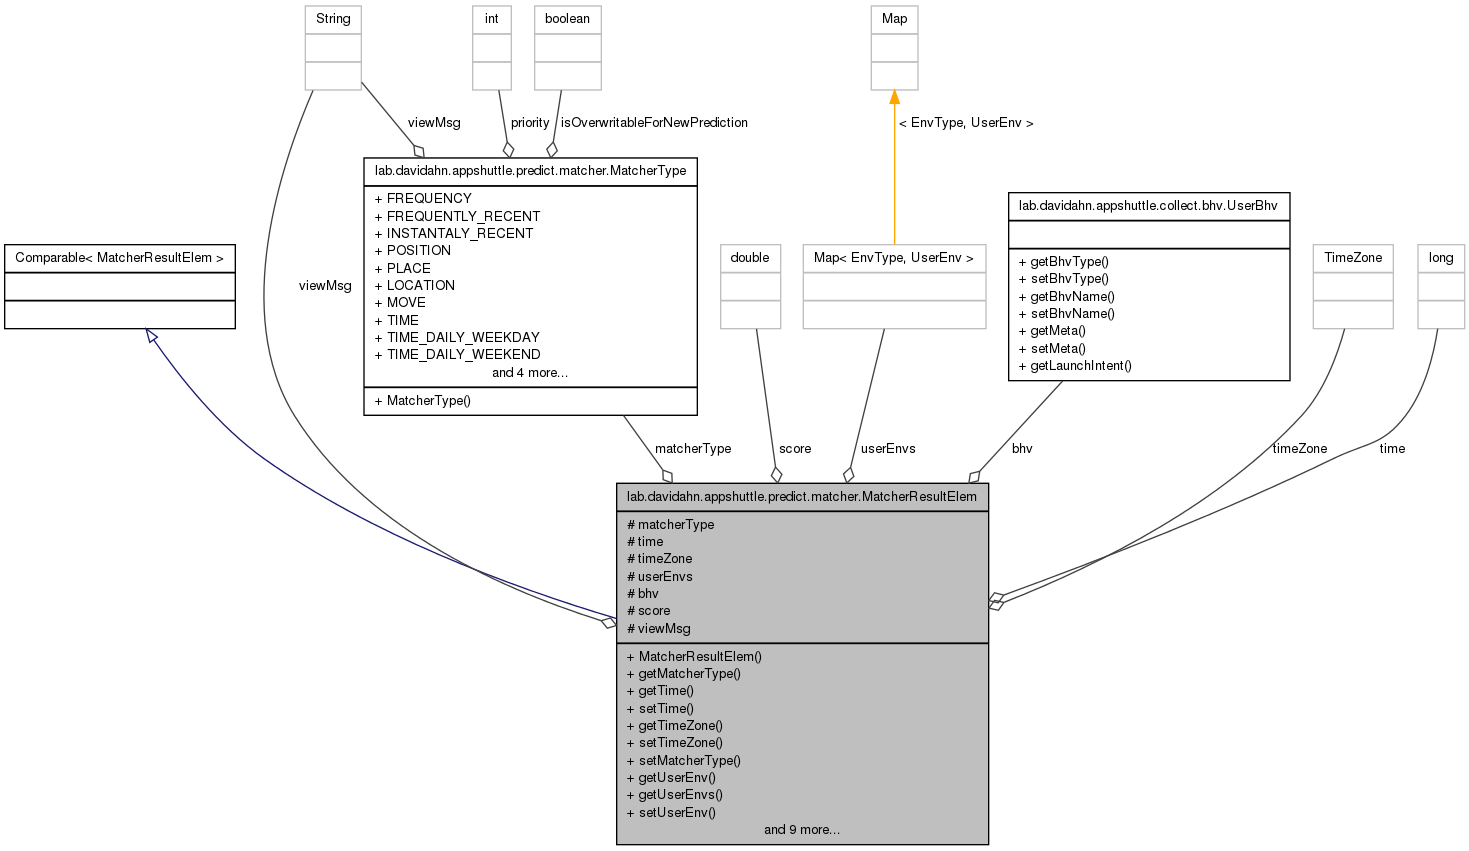 String
int
boolean
Map
viewMsg
priority
isOverwritableForNewPrediction
< EnvType, UserEnv >
lab.davidahn.appshuttle.predict.matcher.MatcherType
+ FREQUENCY
+ FREQUENTLY_RECENT
+ INSTANTALY_RECENT
+ POSITION
+ PLACE
+ LOCATION
+ MOVE
+ TIME
+ TIME_DAILY_WEEKDAY
+ TIME_DAILY_WEEKEND
and 4 more...
+ MatcherType()
lab.davidahn.appshuttle.collect.bhv.UserBhv
+ getBhvType()
+ setBhvType()
+ getBhvName()
+ setBhvName()
+ getMeta()
+ setMeta()
+ getLaunchIntent()
Comparable< MatcherResultElem >
double
Map< EnvType, UserEnv >
TimeZone
long
viewMsg
matcherType
score
userEnvs
bhv
timeZone
time
lab.davidahn.appshuttle.predict.matcher.MatcherResultElem
# matcherType
# time
# timeZone
# userEnvs
# bhv
# score
# viewMsg
+ MatcherResultElem()
+ getMatcherType()
+ getTime()
+ setTime()
+ getTimeZone()
+ setTimeZone()
+ setMatcherType()
+ getUserEnv()
+ getUserEnvs()
+ setUserEnv()
and 9 more...